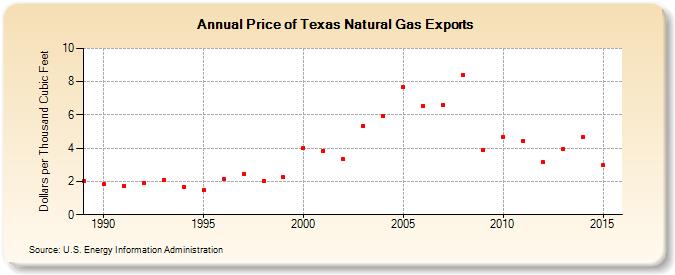 Annual Price of Texas Natural Gas Exports
Dollars per Thousand Cubic Feet
10
8
6
4
2
0
1990 1995 2000 2005 2010 2015
Source: U.S. Energy Information Administration